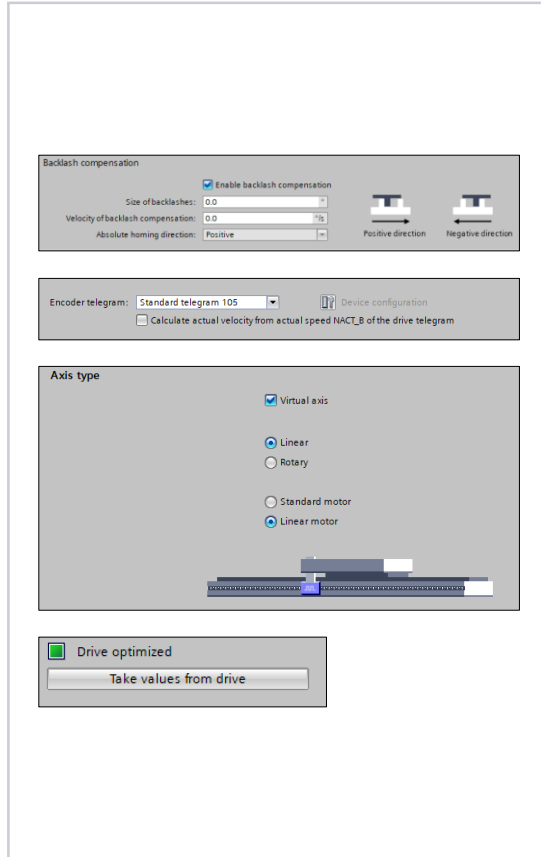 Backlash compensation
Enable backlash compensation
Size of backlashes: 0.0 °
Velocity of backlash compensation: 0.0 °/s
Absolute homing direction: Positive
Positive direction Negative direction
Encoder telegram: Standard telegram 105 Device configuration
Calculate actual velocity from actual speed NACT_B of the drive telegram
Axis type
Virtual axis
Linear
Rotary
Standard motor
Linear motor
Drive optimized
Take values from drive